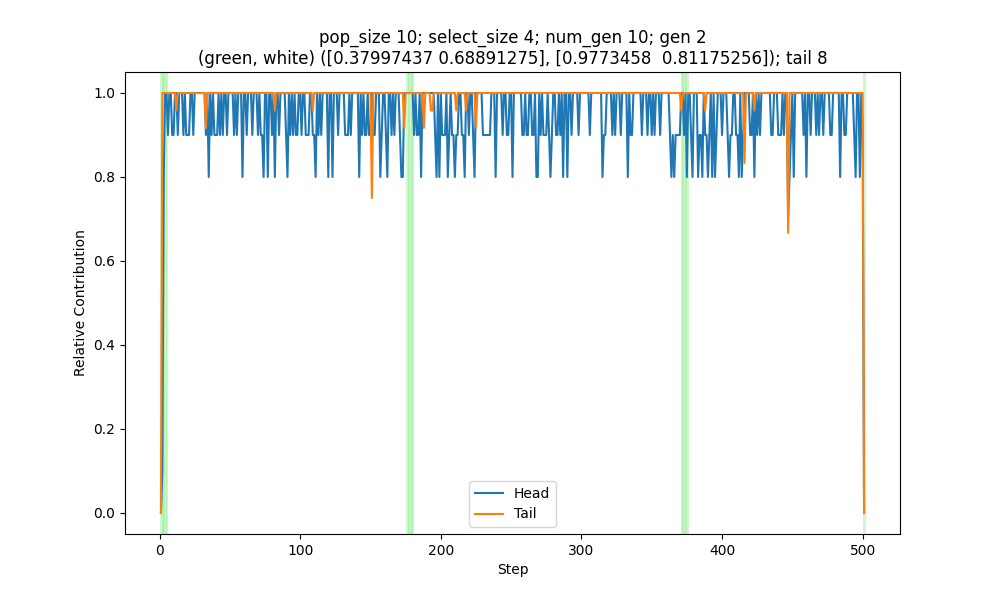 pop_size 10; select_size 4; num_gen 10; gen 2
(green, white) ([0.37997437 0.68891275], [0.9773458  0.81175256]); tail 8
1.0
0.8
0.6
0.4
0.2
0.0
Relative Contribution
Head
Tail
0 100 200 300 400 500
Step